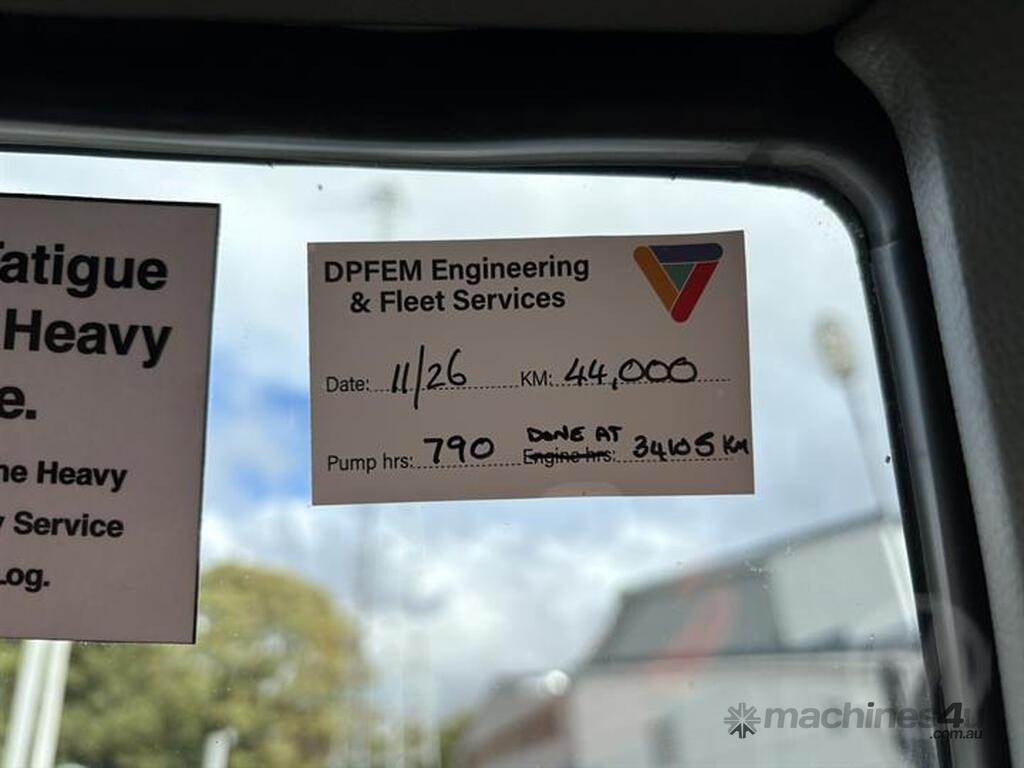 fatigue
Heavy
e.
ne Heavy
y Service
Log.
DPFEM Engineering
& Fleet Services
Date: 11/26 KM: 44,000
DONE AT
Pump hrs: 790 Engine hrs: 34105 KM
machines4u
.com.au